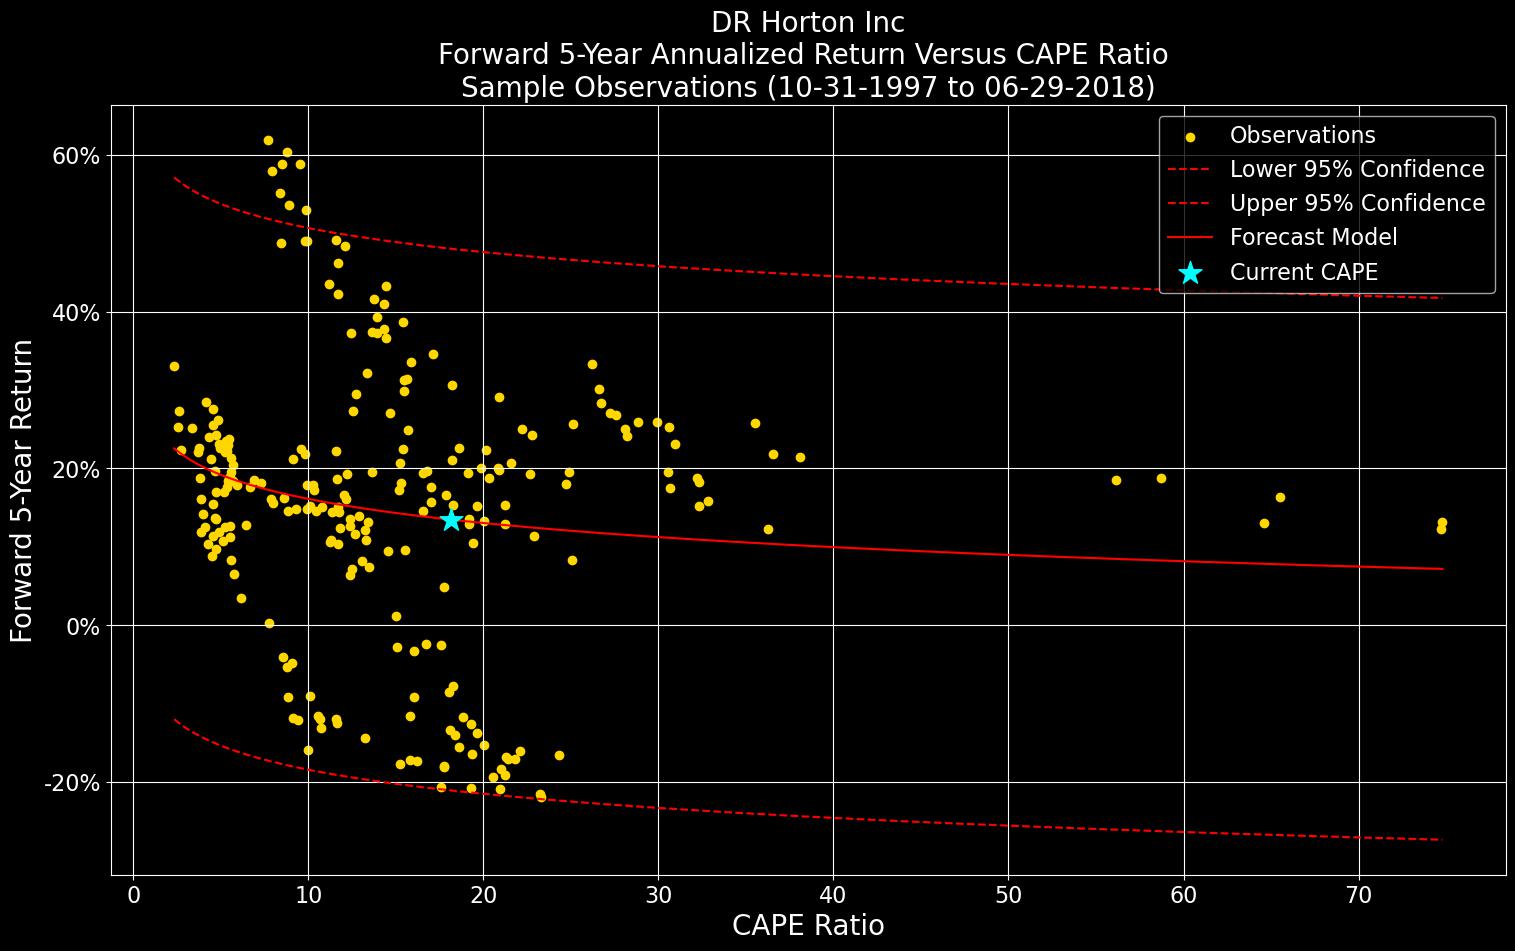 DR Horton Inc
Forward 5-Year Annualized Return Versus CAPE Ratio
Sample Observations (10-31-1997 to 06-29-2018)
Observations
Lower 95% Confidence
Upper 95% Confidence
Forecast Model
Current CAPE
Forward 5-Year Return
60%
40%
20%
0%
-20%
0 10 20 30 40 50 60 70
CAPE Ratio